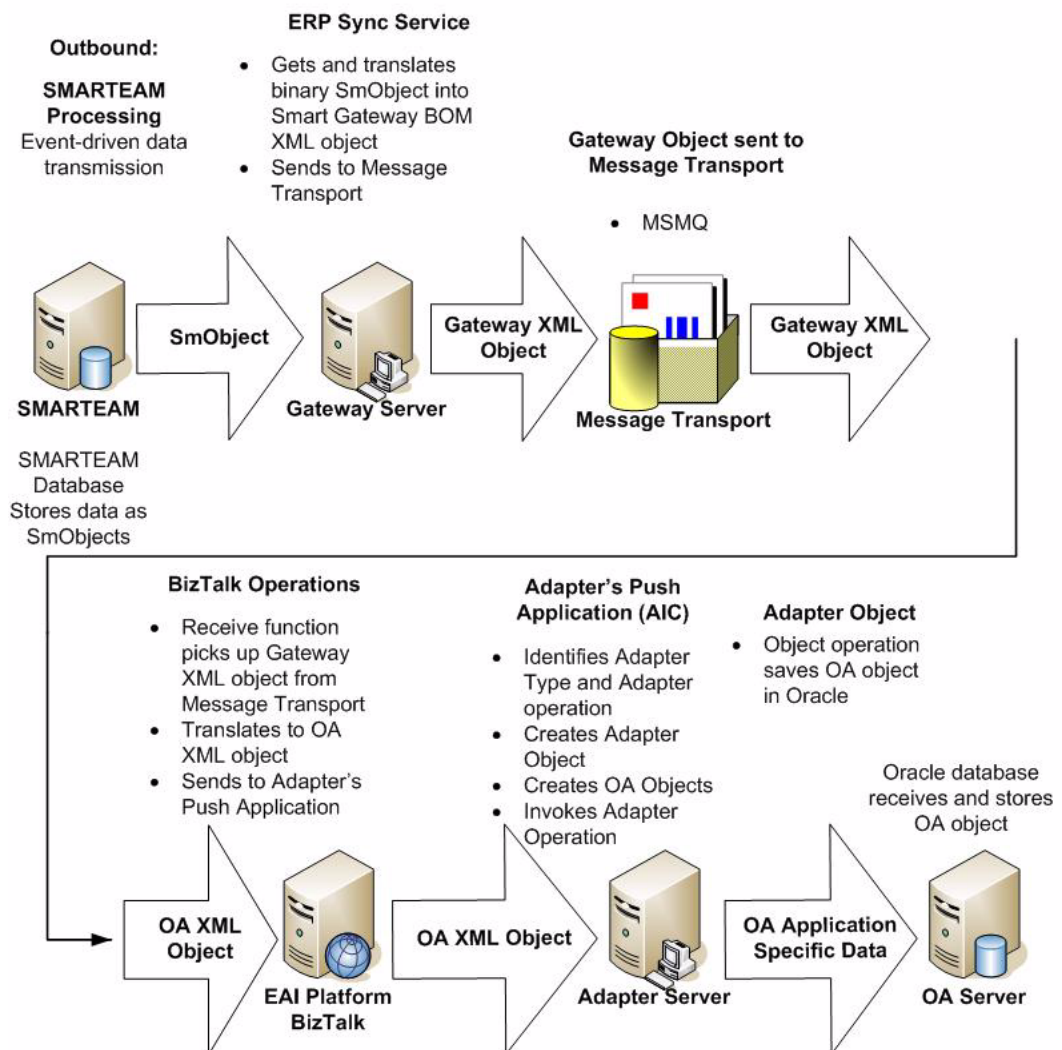 Outbound:
SMARTEAM
Processing
Event-driven data
transmission
ERP Sync Service
• Gets and translates
binary SmObject into
Smart Gateway BOM
XML object
• Sends to Message
Transport
Gateway Object sent to
Message Transport
• MSMQ
SmObject
Gateway XML
Object
Gateway XML
Object
SMARTEAM
Gateway Server
Message Transport
SMARTEAM
Database
Stores data as
SmObjects
BizTalk Operations
• Receive function
picks up Gateway
XML object from
Message Transport
• Translates to OA
XML object
• Sends to Adapter's
Push Application
Adapter's Push
Application (AIC)
• Identifies Adapter
Type and Adapter
operation
• Creates Adapter
Object
• Creates OA Objects
• Invokes Adapter
Operation
Adapter Object
• Object operation
saves OA object
in Oracle
Oracle database
receives and stores
OA object
OA XML
Object
OA XML Object
OA Application
Specific Data
EAI Platform
BizTalk
Adapter Server
OA Server